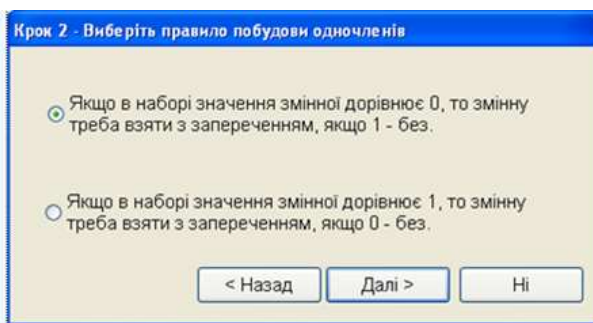 Крок 2 - Виберіть правило побудови одночленів
Якщо в наборі значення змінної дорівнює 0, то змінну
треба взяти з запереченням, якщо 1 - без.
Якщо в наборі значення змінної дорівнює 1, то змінну
треба взяти з запереченням, якщо 0 - без.
< Назад Далі > Ні